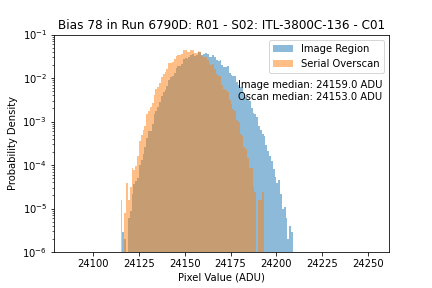 Bias 78 in Run 6790D: R01 - S02: ITL-3800C-136 - C01
Image Region
Serial Overscan
Image median: 24159.0 ADU
Oscan median: 24153.0 ADU
Probability Density
10⁻¹
10⁻²
10⁻³
10⁻⁴
10⁻⁵
10⁻⁶
24100 24125 24150 24175 24200 24225 24250
Pixel Value (ADU)